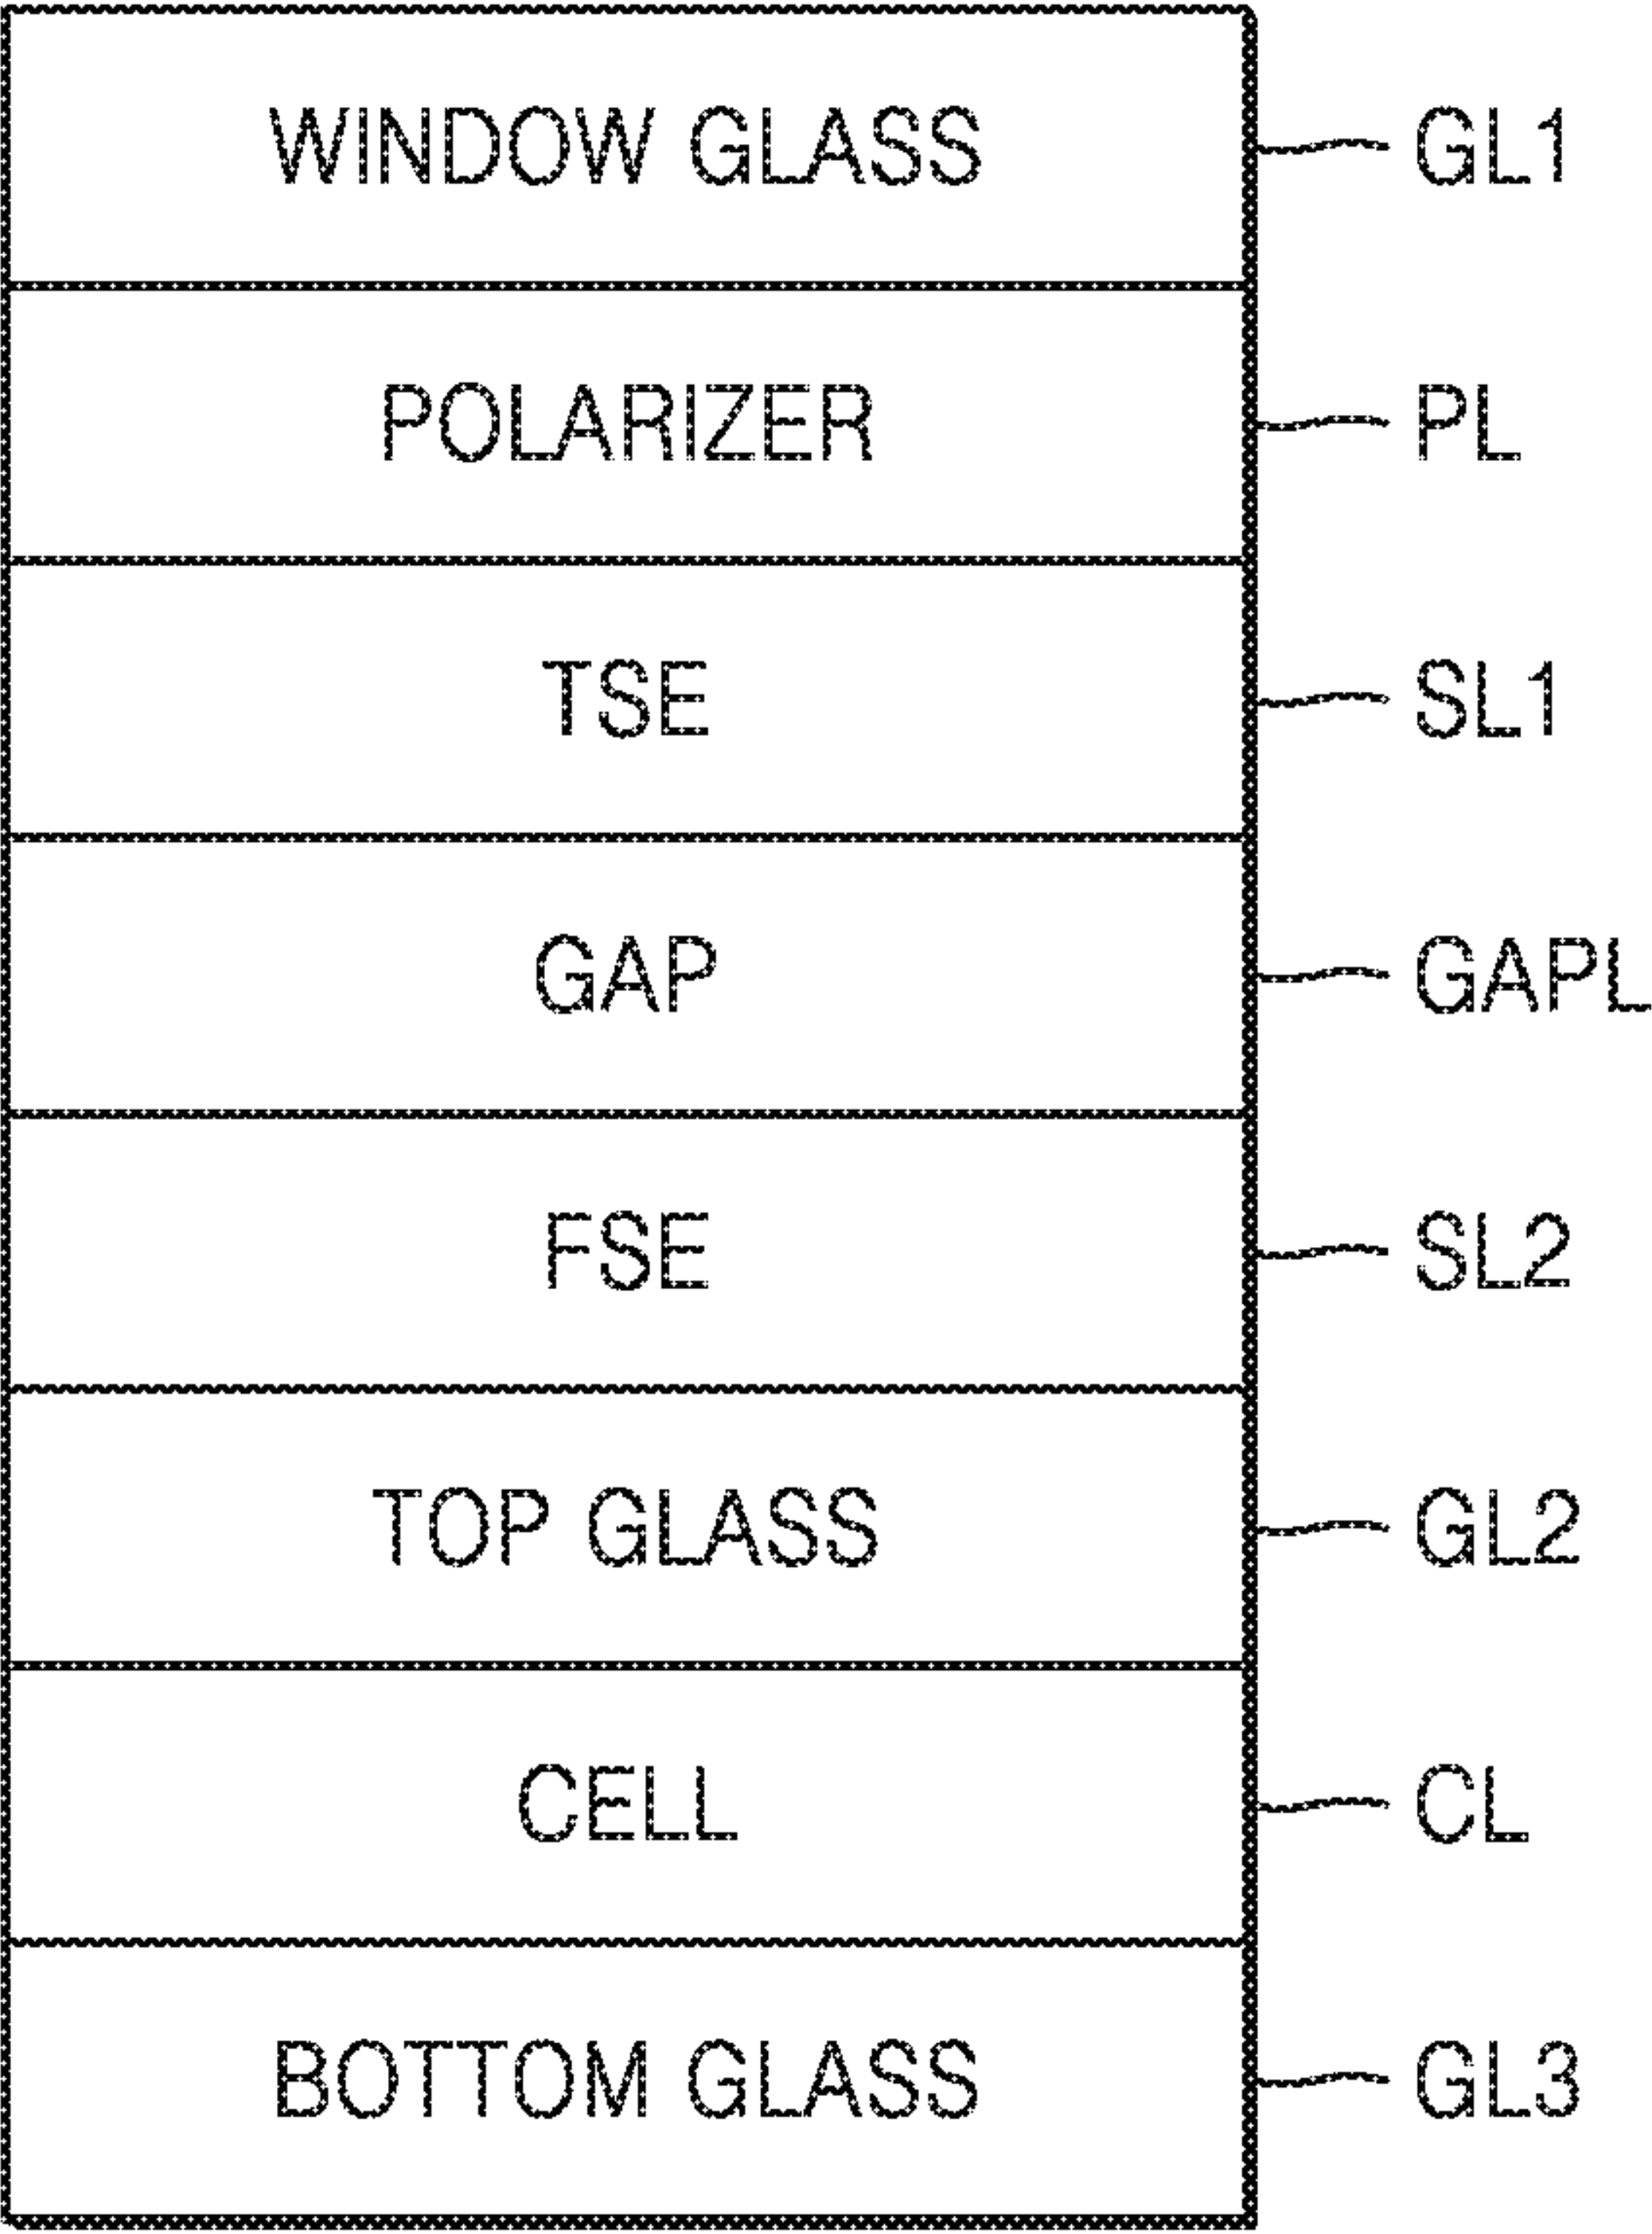 WINDOW GLASS GL1
POLARIZER PL
TSE SL1
GAP GAPL
FSE SL2
TOP GLASS GL2
CELL CL
BOTTOM GLASS GL3